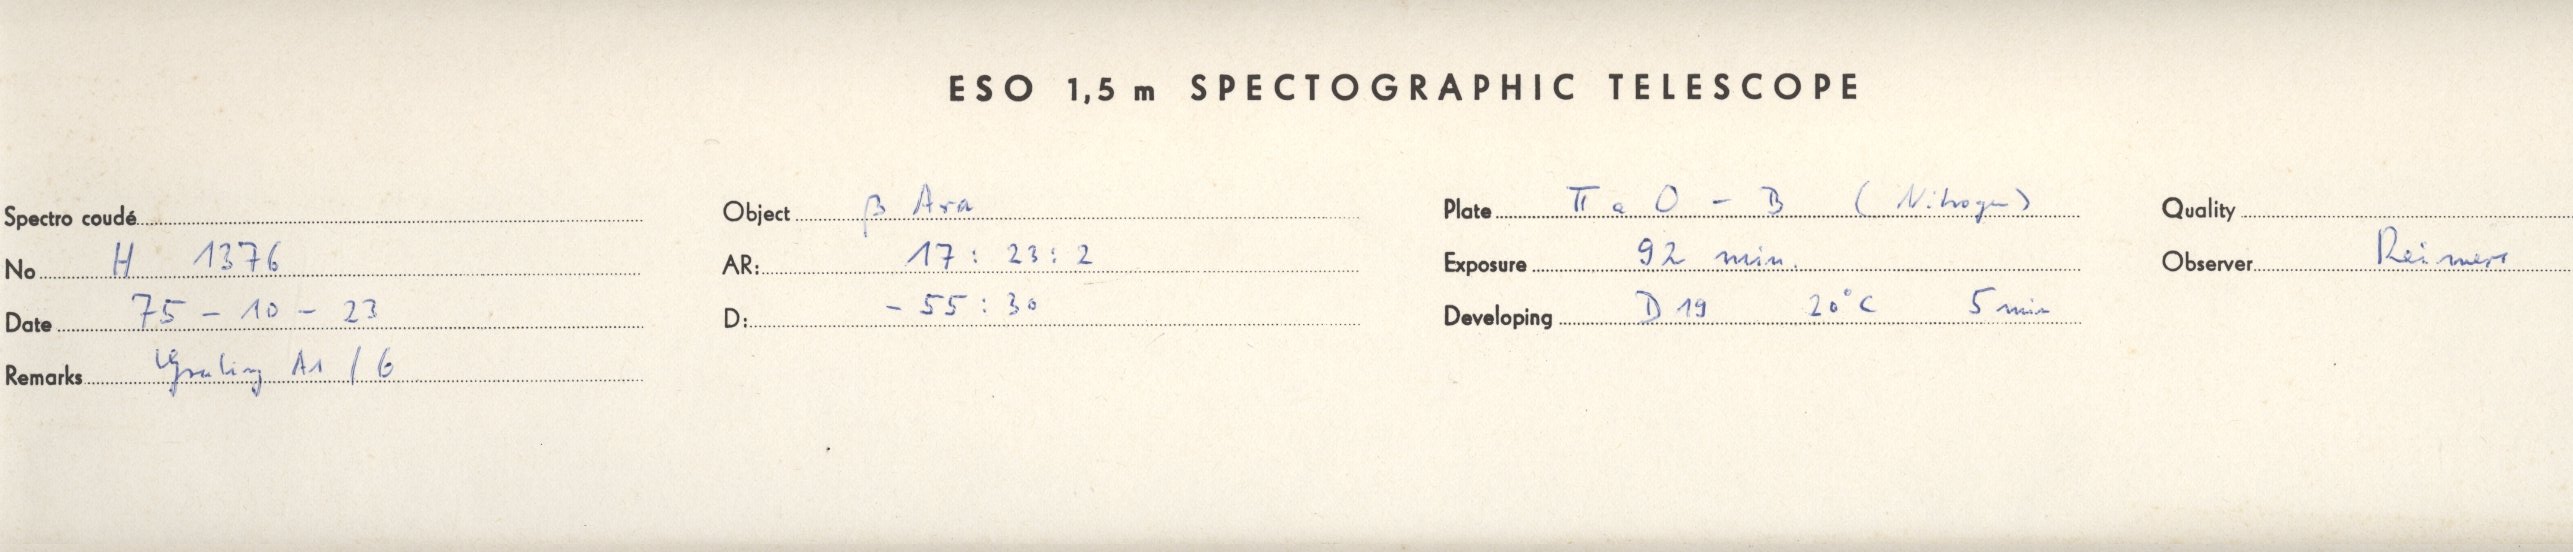 ESO 1,5 m SPECTOGRAPHIC TELESCOPE
Spectro coudé
No H 1376
Date 75 - 10 - 23
Remarks Grating A1 / 6
Object β Ara
AR: 17 : 23 : 2
D: - 55 : 30
Plate II a O - B (Nitrogen)
Exposure 92 min.
Developing D 19 20°C 5 min
Quality
Observer Reimers